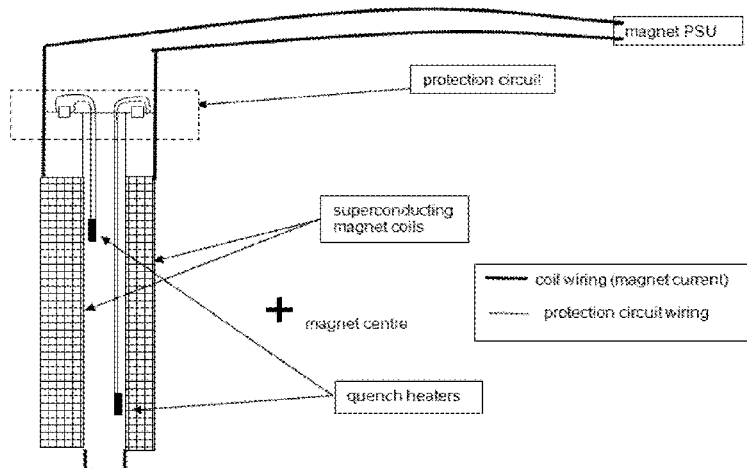 magnet PSU
protection circuit
superconducting
magnet coils
coil wiring (magnet current)
protection circuit wiring
magnet centre
quench heaters